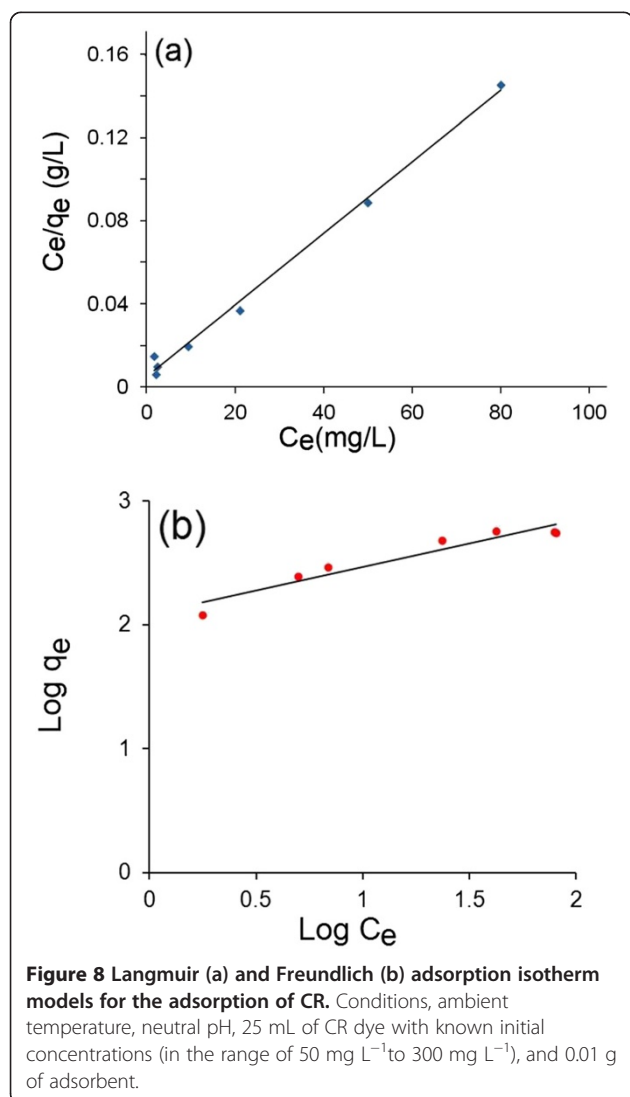 (a)
0.16
0.12
0.08
0.04
0
Ce/qe (g/L)
0 20 40 60 80 100
Ce(mg/L)
(b)
3
2
1
0
Log qe
0 0.5 1 1.5 2
Log Ce
Figure 8 Langmuir (a) and Freundlich (b) adsorption isotherm
models for the adsorption of CR. Conditions, ambient
temperature, neutral pH, 25 mL of CR dye with known initial
concentrations (in the range of 50 mg L⁻¹to 300 mg L⁻¹), and 0.01 g
of adsorbent.